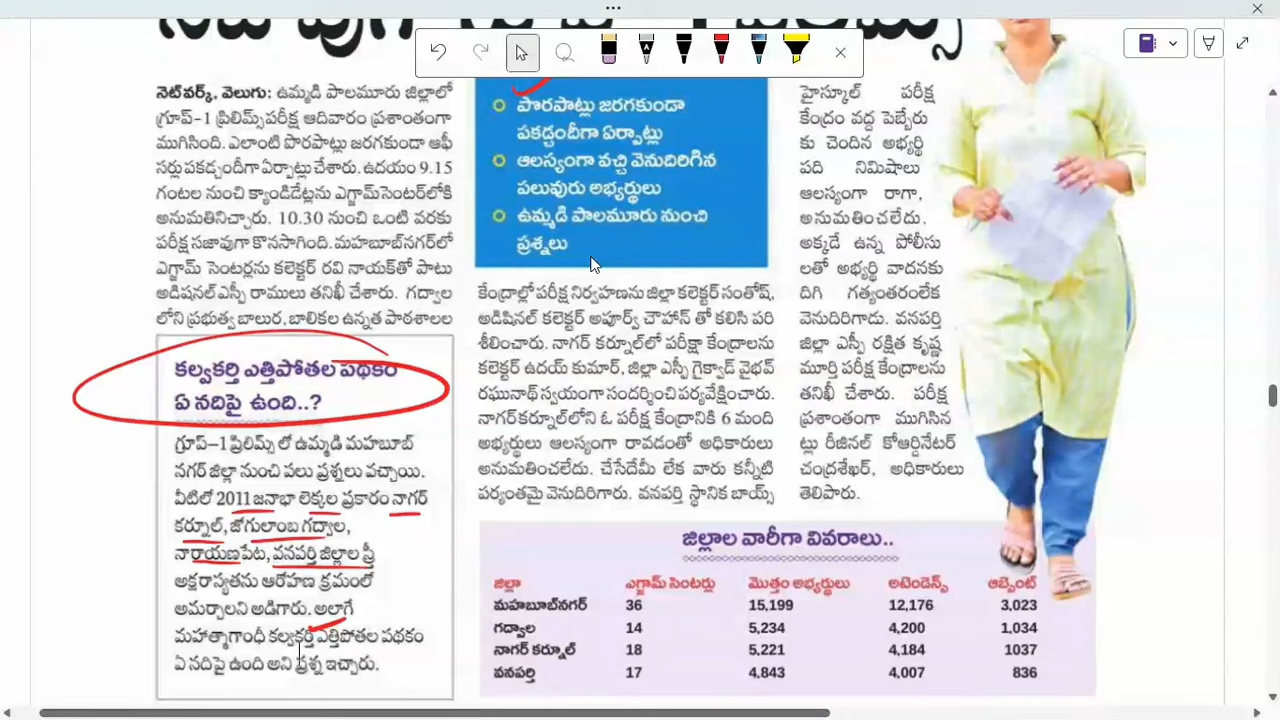 నెట్‌వర్క్, వెలుగు: ఉమ్మడి పాలమూరు జిల్లాలో
గ్రూప్-1 ప్రిలిమ్స్ పరీక్ష ఆదివారం ప్రశాంతంగా
ముగిసింది. ఎలాంటి పొరపాట్లు జరగకుండా ఆఫీ
సర్లు పకడ్బందీగా ఏర్పాట్లు చేశారు. ఉదయం 9.15
గంటల నుంచి క్యాండిడేట్లను ఎగ్జామ్ సెంటర్‌లోకి
అనుమతినిచ్చారు. 10.30 నుంచి ఒంటి వరకు
పరీక్ష సజావుగా కొనసాగింది. మహబూబ్‌నగర్‌లో
ఎగ్జామ్ సెంటర్లను కలెక్టర్ రవి నాయక్‌తో పాటు
అడిషనల్ ఎస్పీ రాములు తనిఖీ చేశారు. గద్వాల
లోని ప్రభుత్వ బాలుర, బాలికల ఉన్నత పాఠశాలల
కల్వకుర్తి ఎత్తిపోతల పథకం
ఏ నదిపై ఉంది..?
గ్రూప్-1 ప్రిలిమ్స్ లో ఉమ్మడి మహబూబ్
నగర్ జిల్లా నుంచి పలు ప్రశ్నలు వచ్చాయి.
వీటిలో 2011 జనాభా లెక్కల ప్రకారం నాగర్
కర్నూల్, జోగులాంబ గద్వాల,
నారాయణపేట, వనపర్తి జిల్లాల స్త్రీ
అక్షరాస్యతను ఆరోహణ క్రమంలో
అమర్చాలని అడిగారు. అలాగే
మహాత్మాగాంధీ కల్వకుర్తి ఎత్తిపోతల పథకం
ఏ నదిపై ఉంది అని ప్రశ్న ఇచ్చారు.
పొరపాట్లు జరగకుండా
పకడ్బందీగా ఏర్పాట్లు
ఆలస్యంగా వచ్చి వెనుదిరిగిన
పలువురు అభ్యర్థులు
ఉమ్మడి పాలమూరు నుంచి
ప్రశ్నలు
కేంద్రాల్లో పరీక్ష నిర్వహణను జిల్లా కలెక్టర్ సంతోష్,
అడిషినల్ కలెక్టర్ అపూర్వ్ చౌహాన్ తో కలిసి పరి
శీలించారు. నాగర్ కర్నూల్‌లో పరీక్షా కేంద్రాలను
కలెక్టర్ ఉదయ్ కుమార్, జిల్లా ఎస్పీ గైక్వాడ్ వైభవ్
రఘునాథ్ స్వయంగా సందర్శించి పర్యవేక్షించారు.
నాగర్ కర్నూల్‌లోని ఓ పరీక్ష కేంద్రానికి 6 మంది
అభ్యర్థులు ఆలస్యంగా రావడంతో అధికారులు
అనుమతించలేదు. చేసేదేమీ లేక వారు కన్నీటి
పర్యంతమై వెనుదిరిగారు. వనపర్తి స్థానిక బాయ్స్
హైస్కూల్ పరీక్ష
కేంద్రం వద్ద పెబ్బేరు
కు చెందిన అభ్యర్థి
పది నిమిషాలు
ఆలస్యంగా రాగా,
అనుమతించలేదు.
అక్కడే ఉన్న పోలీసు
లతో అభ్యర్థి వాదనకు
దిగి గత్యంతరంలేక
వెనుదిరిగాడు. వనపర్తి
జిల్లా ఎస్పీ రక్షిత కృష్ణ
మూర్తి పరీక్ష కేంద్రాలను
తనిఖీ చేశారు. పరీక్ష
ప్రశాంతంగా ముగిసిన
ట్లు రీజినల్ కోఆర్డినేటర్
చంద్రశేఖర్, అధికారులు
తెలిపారు.
జిల్లాల వారీగా వివరాలు..
జిల్లా ఎగ్జామ్ సెంటర్లు మొత్తం అభ్యర్థులు అటెండెన్స్ ఆబ్సెంట్
మహబూబ్‌నగర్ 36 15,199 12,176 3,023
గద్వాల 14 5,234 4,200 1,034
నాగర్ కర్నూల్ 18 5,221 4,184 1037
వనపర్తి 17 4,843 4,007 836